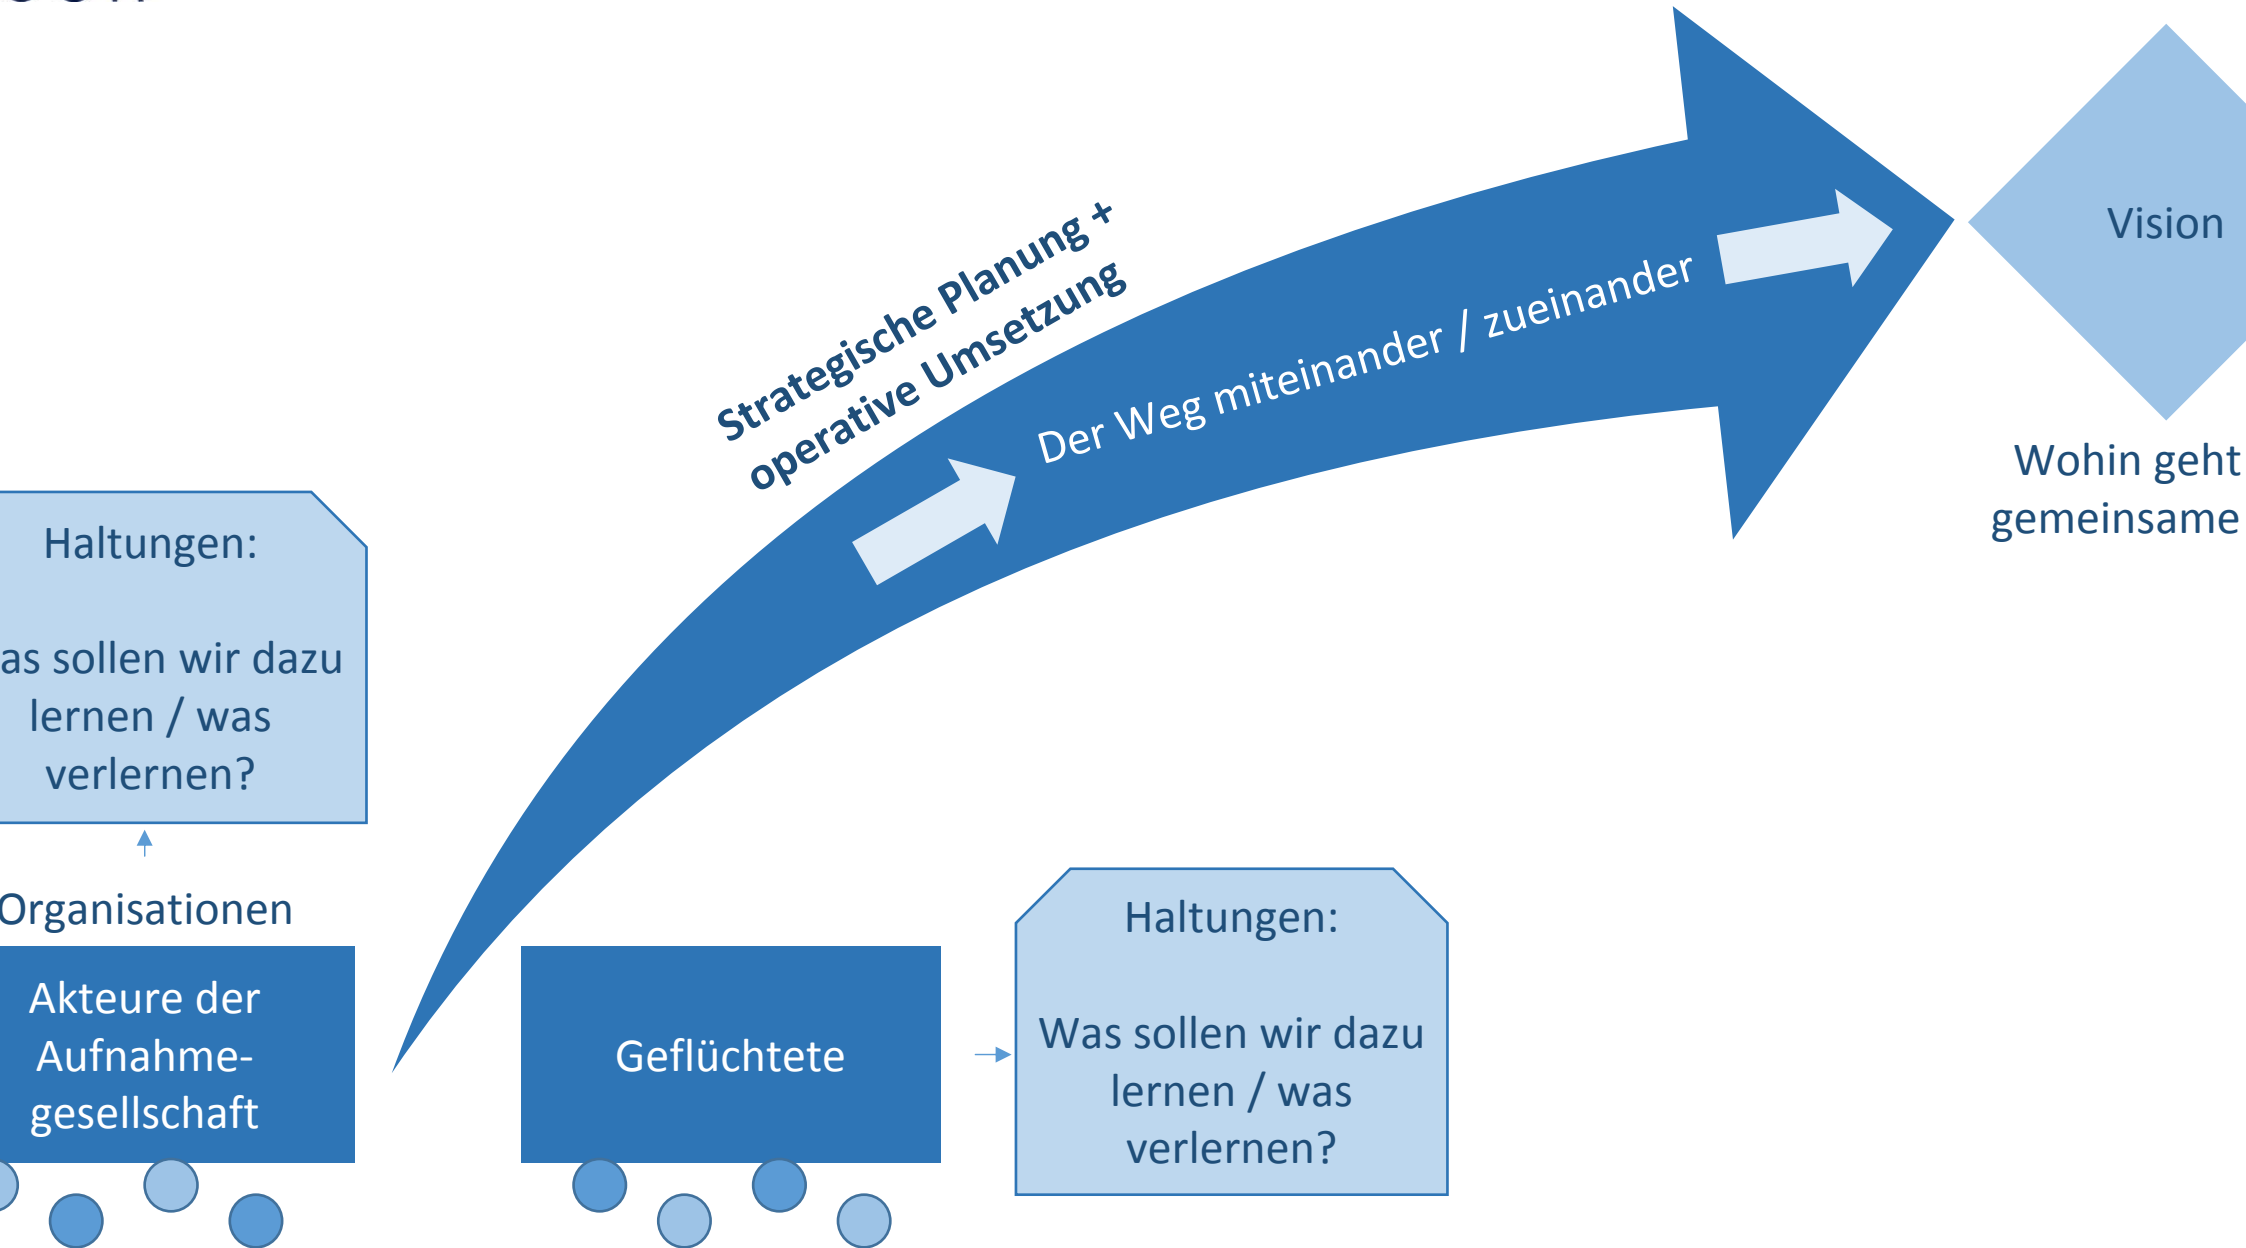 Strategische Planung +
operative Umsetzung
Der Weg miteinander / zueinander
Vision
Wohin geht
gemeinsame
Haltungen:
as sollen wir dazu
lernen / was
verlernen?
Organisationen
Akteure der
Aufnahme-
gesellschaft
Geflüchtete
Haltungen:
Was sollen wir dazu
lernen / was
verlernen?